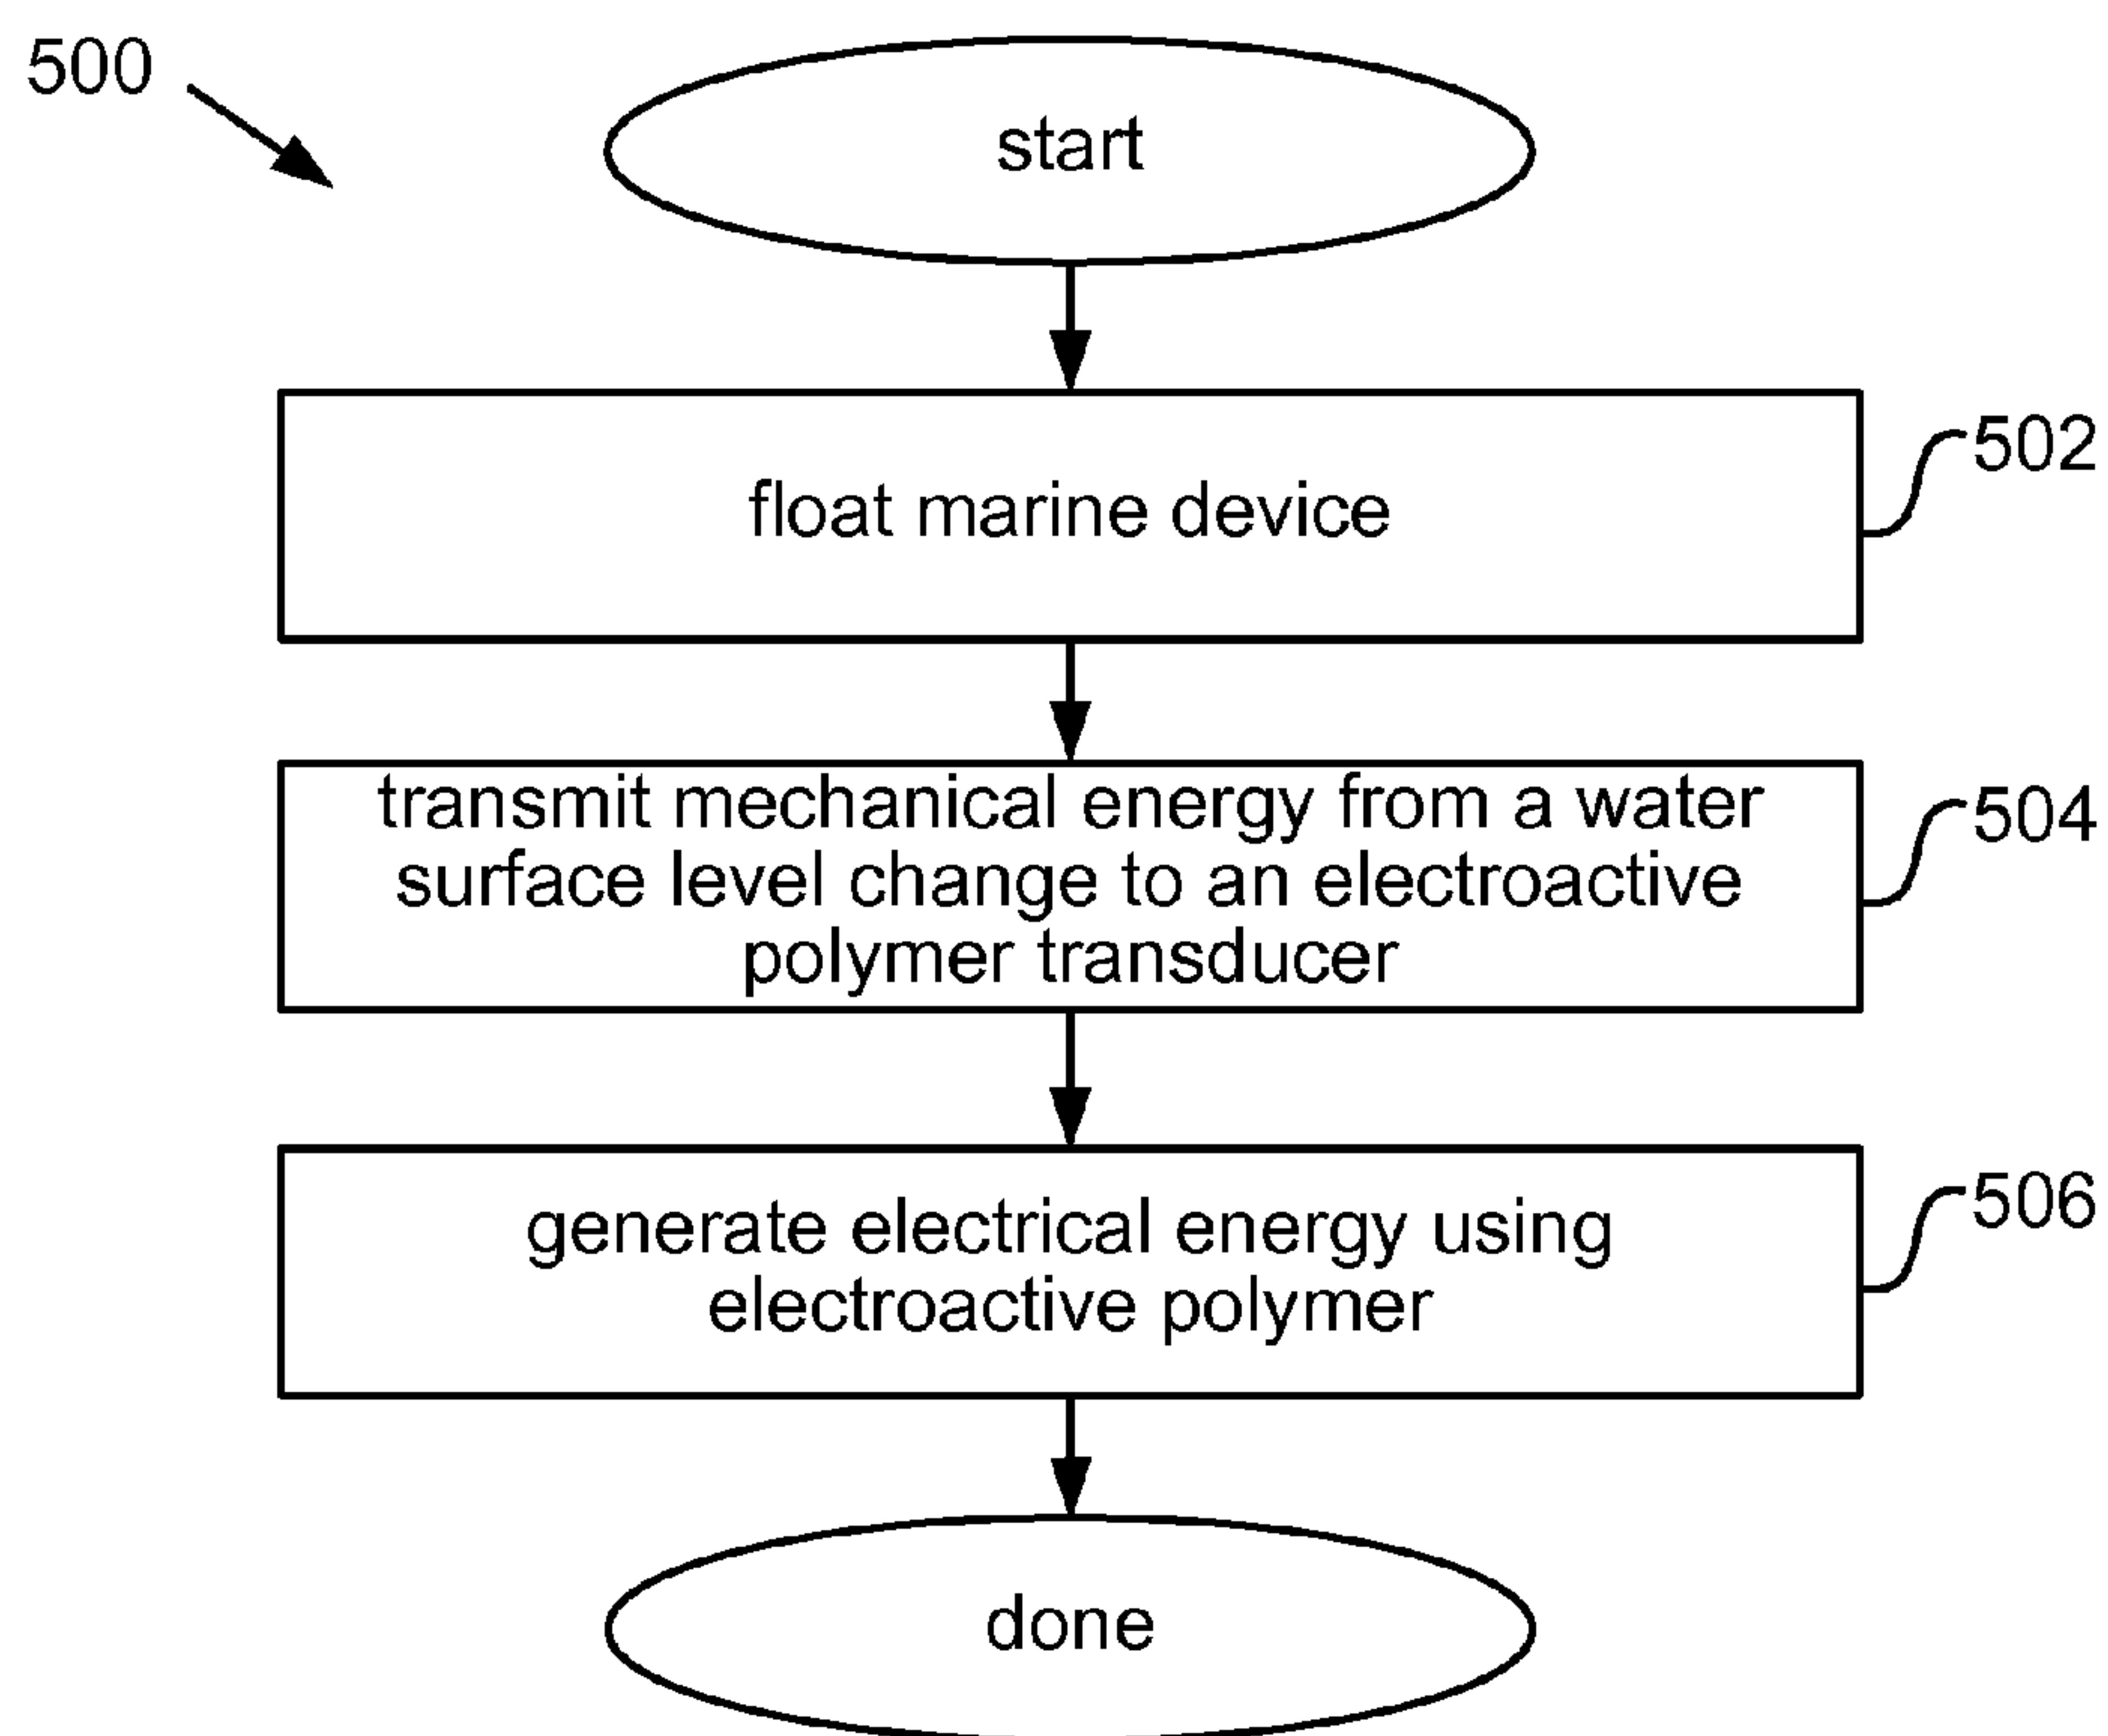 500
start
float marine device
502
transmit mechanical energy from a water
surface level change to an electroactive
polymer transducer
504
generate electrical energy using
electroactive polymer
506
done